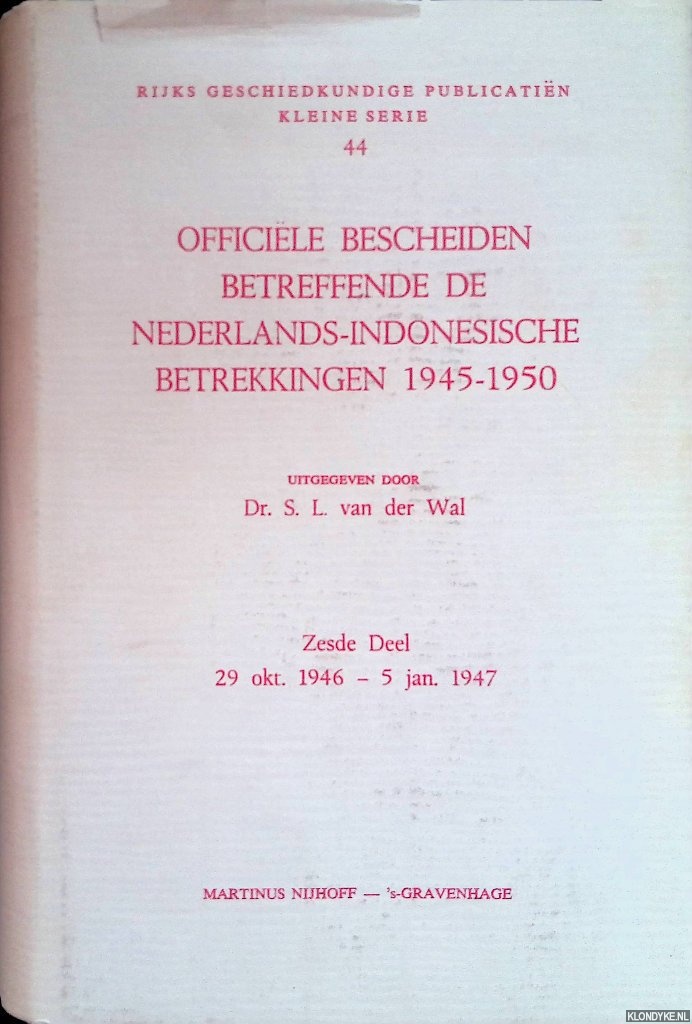 RIJKS GESCHIEDKUNDIGE PUBLICATIËN
KLEINE SERIE
44
OFFICIËLE BESCHEIDEN
BETREFFENDE DE
NEDERLANDS-INDONESISCHE
BETREKKINGEN 1945-1950
UITGEGEVEN DOOR
Dr. S. L. van der Wal
Zesde Deel
29 okt. 1946 – 5 jan. 1947
MARTINUS NIJHOFF — 's-GRAVENHAGE
KLONDYKE.NL